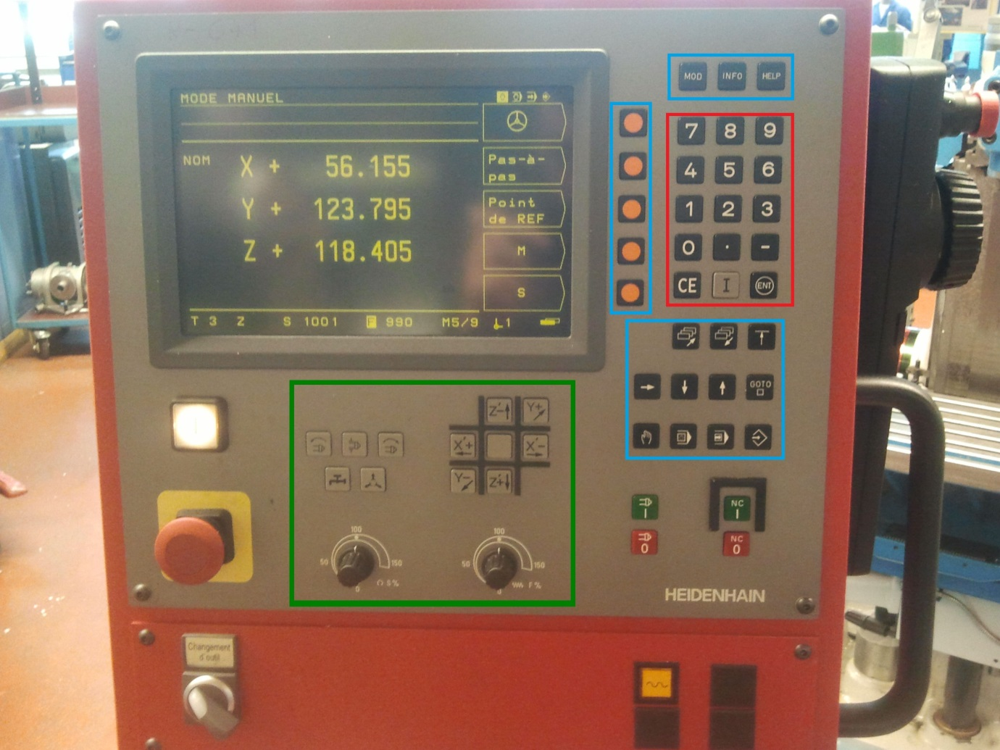 MODE MANUEL
NOM X + 56.155
Y + 123.795
Z + 118.405
Pas-à-
pas
Point
de REF
M
S
T 3 Z S 1001 F 990 M5/9 1
MOD INFO HELP
7 8 9
4 5 6
1 2 3
0 . -
CE I ENT
GOTO
Z'- Y+
X'+ X'-
Y- Z'+
100
50 150
0 S %
100
50 150
0 F %
I
0
NC
I
NC
0
HEIDENHAIN
Changement
d'outil